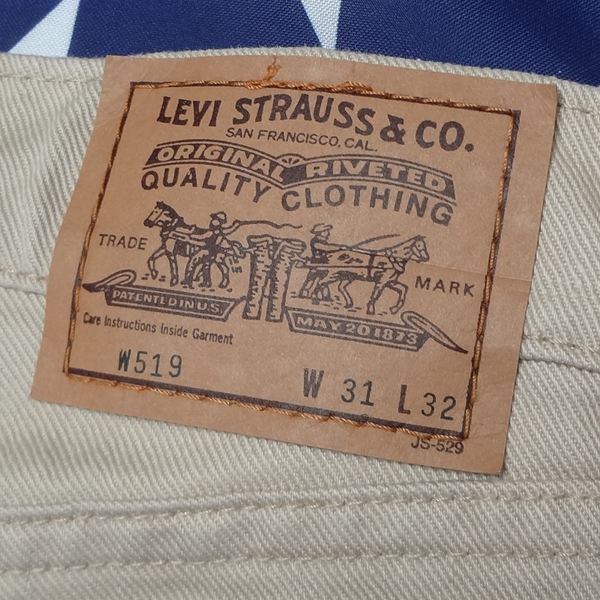 LEVI STRAUSS & CO.
SAN FRANCISCO, CAL.
ORIGINAL RIVETED
QUALITY CLOTHING
TRADE MARK
PATENTED IN U.S.
MAY 20 1873
Care Instructions Inside Garment
W519 W 31 L 32
JS-529